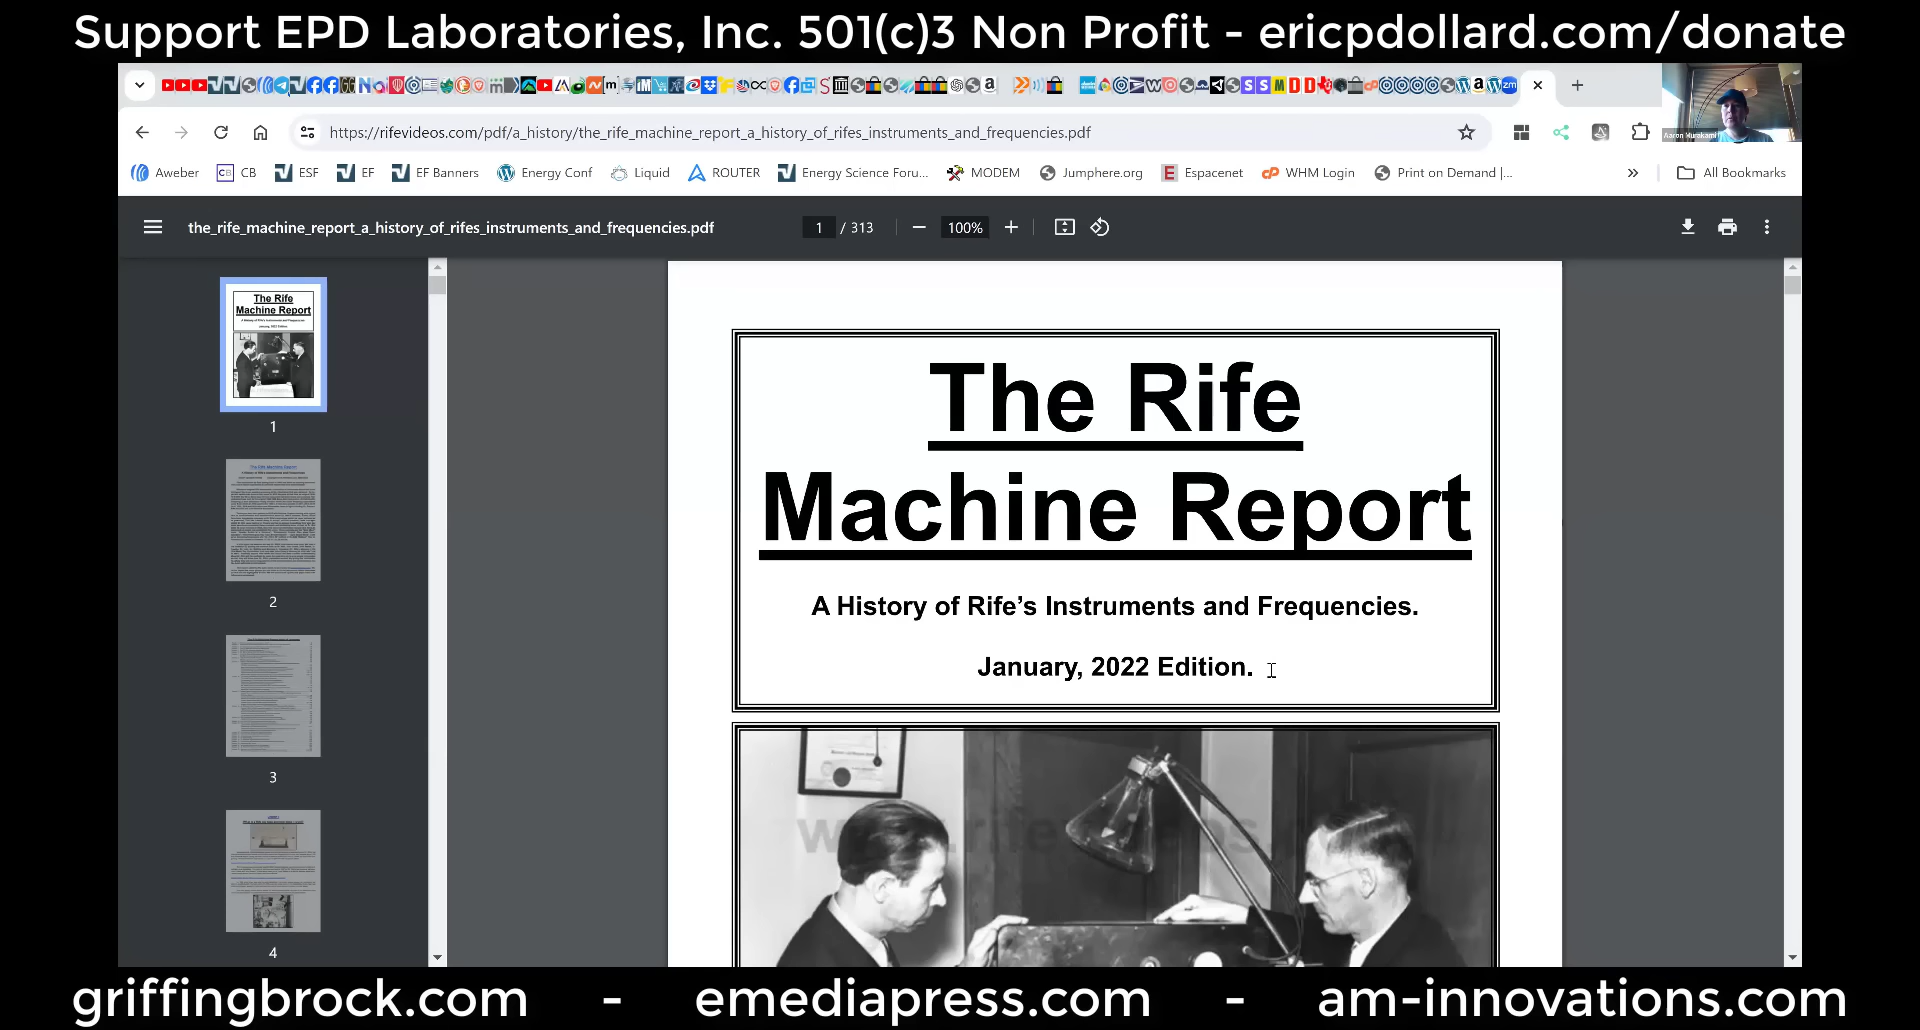 Support EPD Laboratories, Inc. 501(c)3 Non Profit - ericpdollard.com/donate
https://rifevideos.com/pdf/a_history/the_rife_machine_report_a_history_of_rifes_instruments_and_frequencies.pdf
Aaron Murakami
Aweber CB ESF EF EF Banners Energy Conf Liquid ROUTER Energy Science Foru... MODEM Jumphere.org Espacenet WHM Login Print on Demand |... » All Bookmarks
the_rife_machine_report_a_history_of_rifes_instruments_and_frequencies.pdf 1 / 313 100%
The Rife
Machine Report
1
2
3
4
The Rife
Machine Report
A History of Rife's Instruments and Frequencies.
January, 2022 Edition.
griffingbrock.com - emediapress.com - am-innovations.com